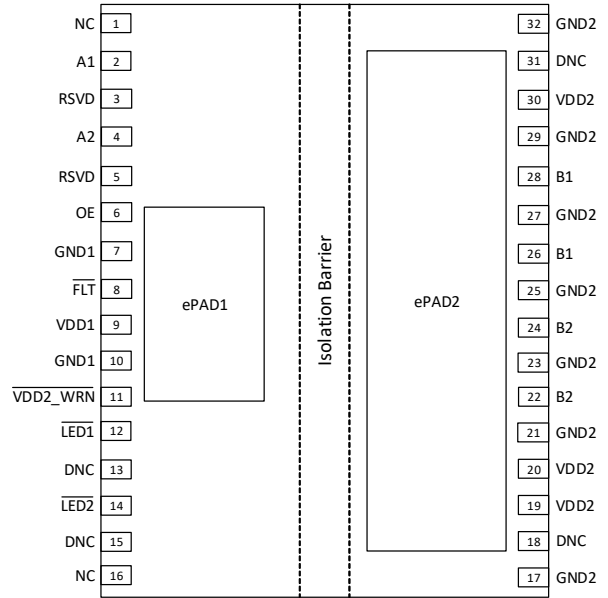 NC 1
A1 2
RSVD 3
A2 4
RSVD 5
OE 6
GND1 7
FLT 8
VDD1 9
GND1 10
VDD2_WRN 11
LED1 12
DNC 13
LED2 14
DNC 15
NC 16
ePAD1
Isolation Barrier
ePAD2
32 GND2
31 DNC
30 VDD2
29 GND2
28 B1
27 GND2
26 B1
25 GND2
24 B2
23 GND2
22 B2
21 GND2
20 VDD2
19 VDD2
18 DNC
17 GND2